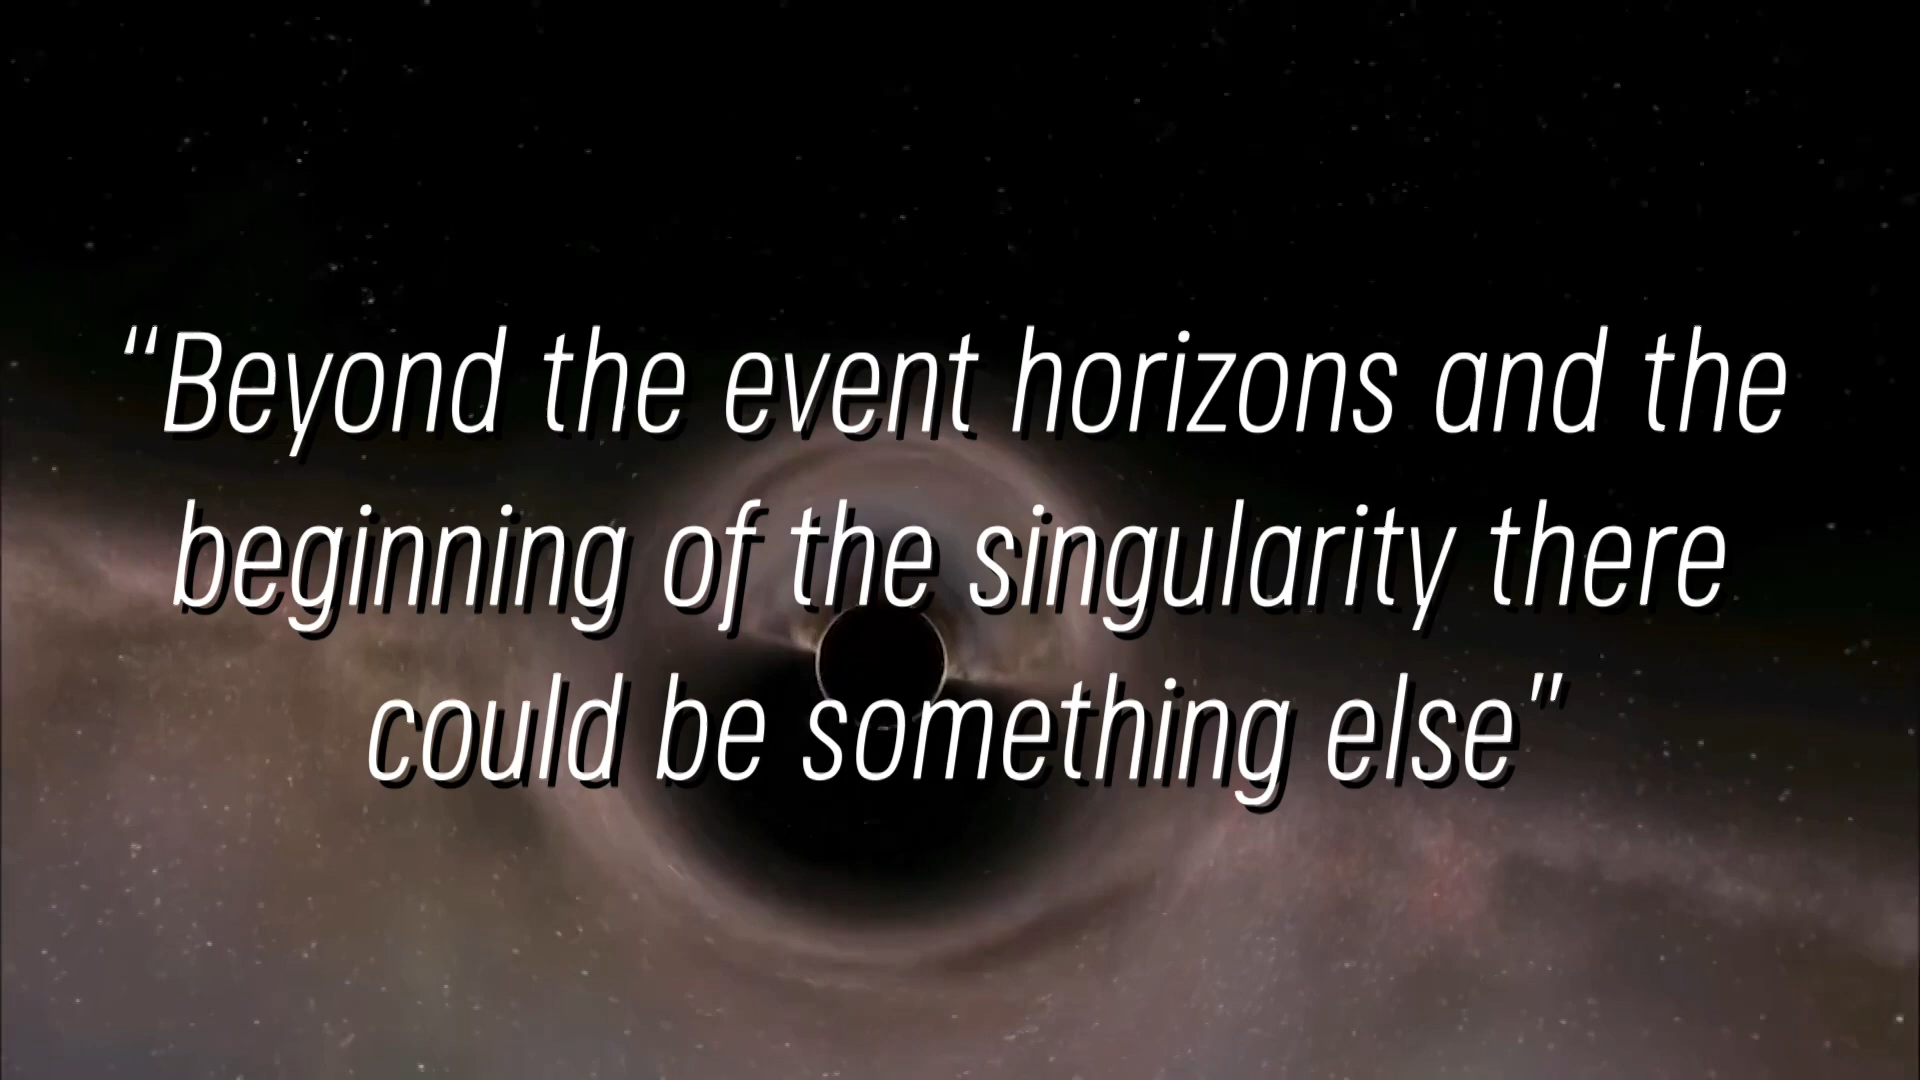 “Beyond the event horizons and the
beginning of the singularity there
could be something else”